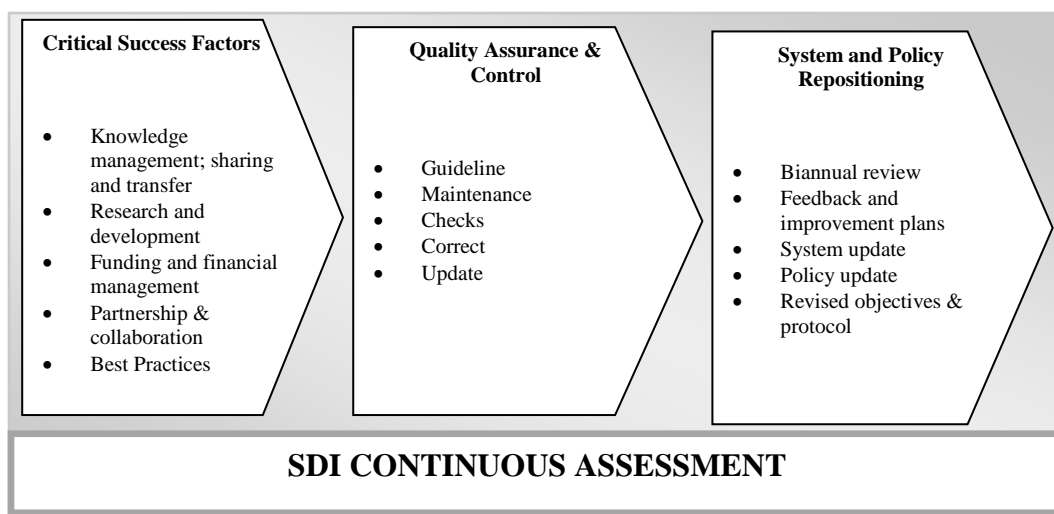 Critical Success Factors
• Knowledge
management; sharing
and transfer
• Research and
development
• Funding and financial
management
• Partnership &
collaboration
• Best Practices
Quality Assurance &
Control
• Guideline
• Maintenance
• Checks
• Correct
• Update
System and Policy
Repositioning
• Biannual review
• Feedback and
improvement plans
• System update
• Policy update
• Revised objectives &
protocol
SDI CONTINUOUS ASSESSMENT